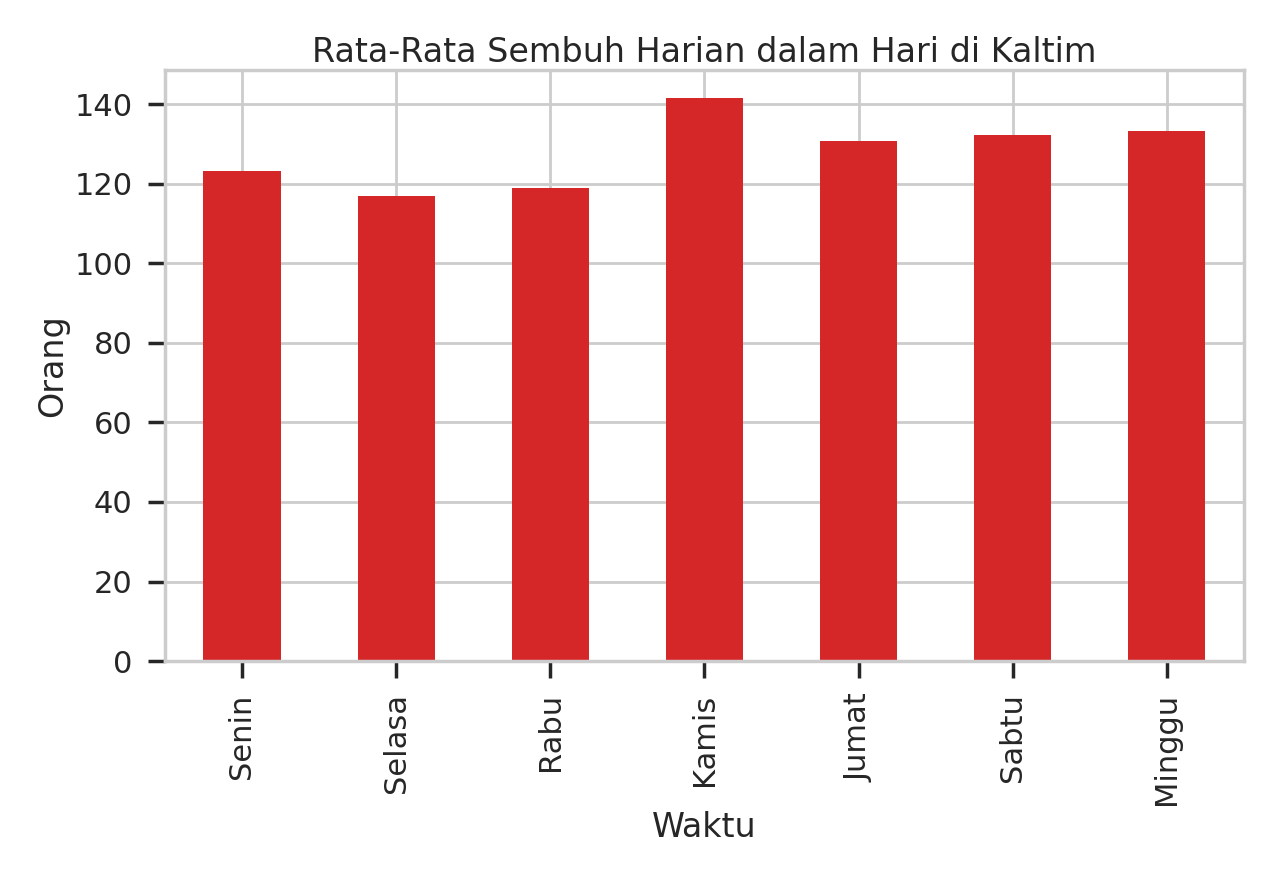 Rata-Rata Sembuh Harian dalam Hari di Kaltim
140
120
100
80
60
40
20
0
Orang
Senin
Selasa
Rabu
Kamis
Jumat
Sabtu
Minggu
Waktu